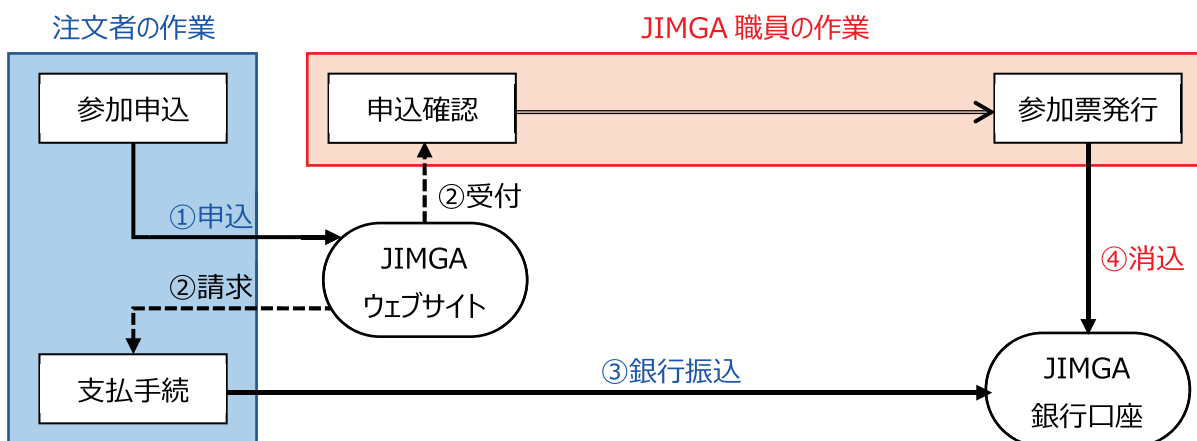 注文者の作業
JIMGA 職員の作業
参加申込
申込確認
参加票発行
②受付
①申込
JIMGA
ウェブサイト
④消込
②請求
支払手続
③銀行振込
JIMGA
銀行口座